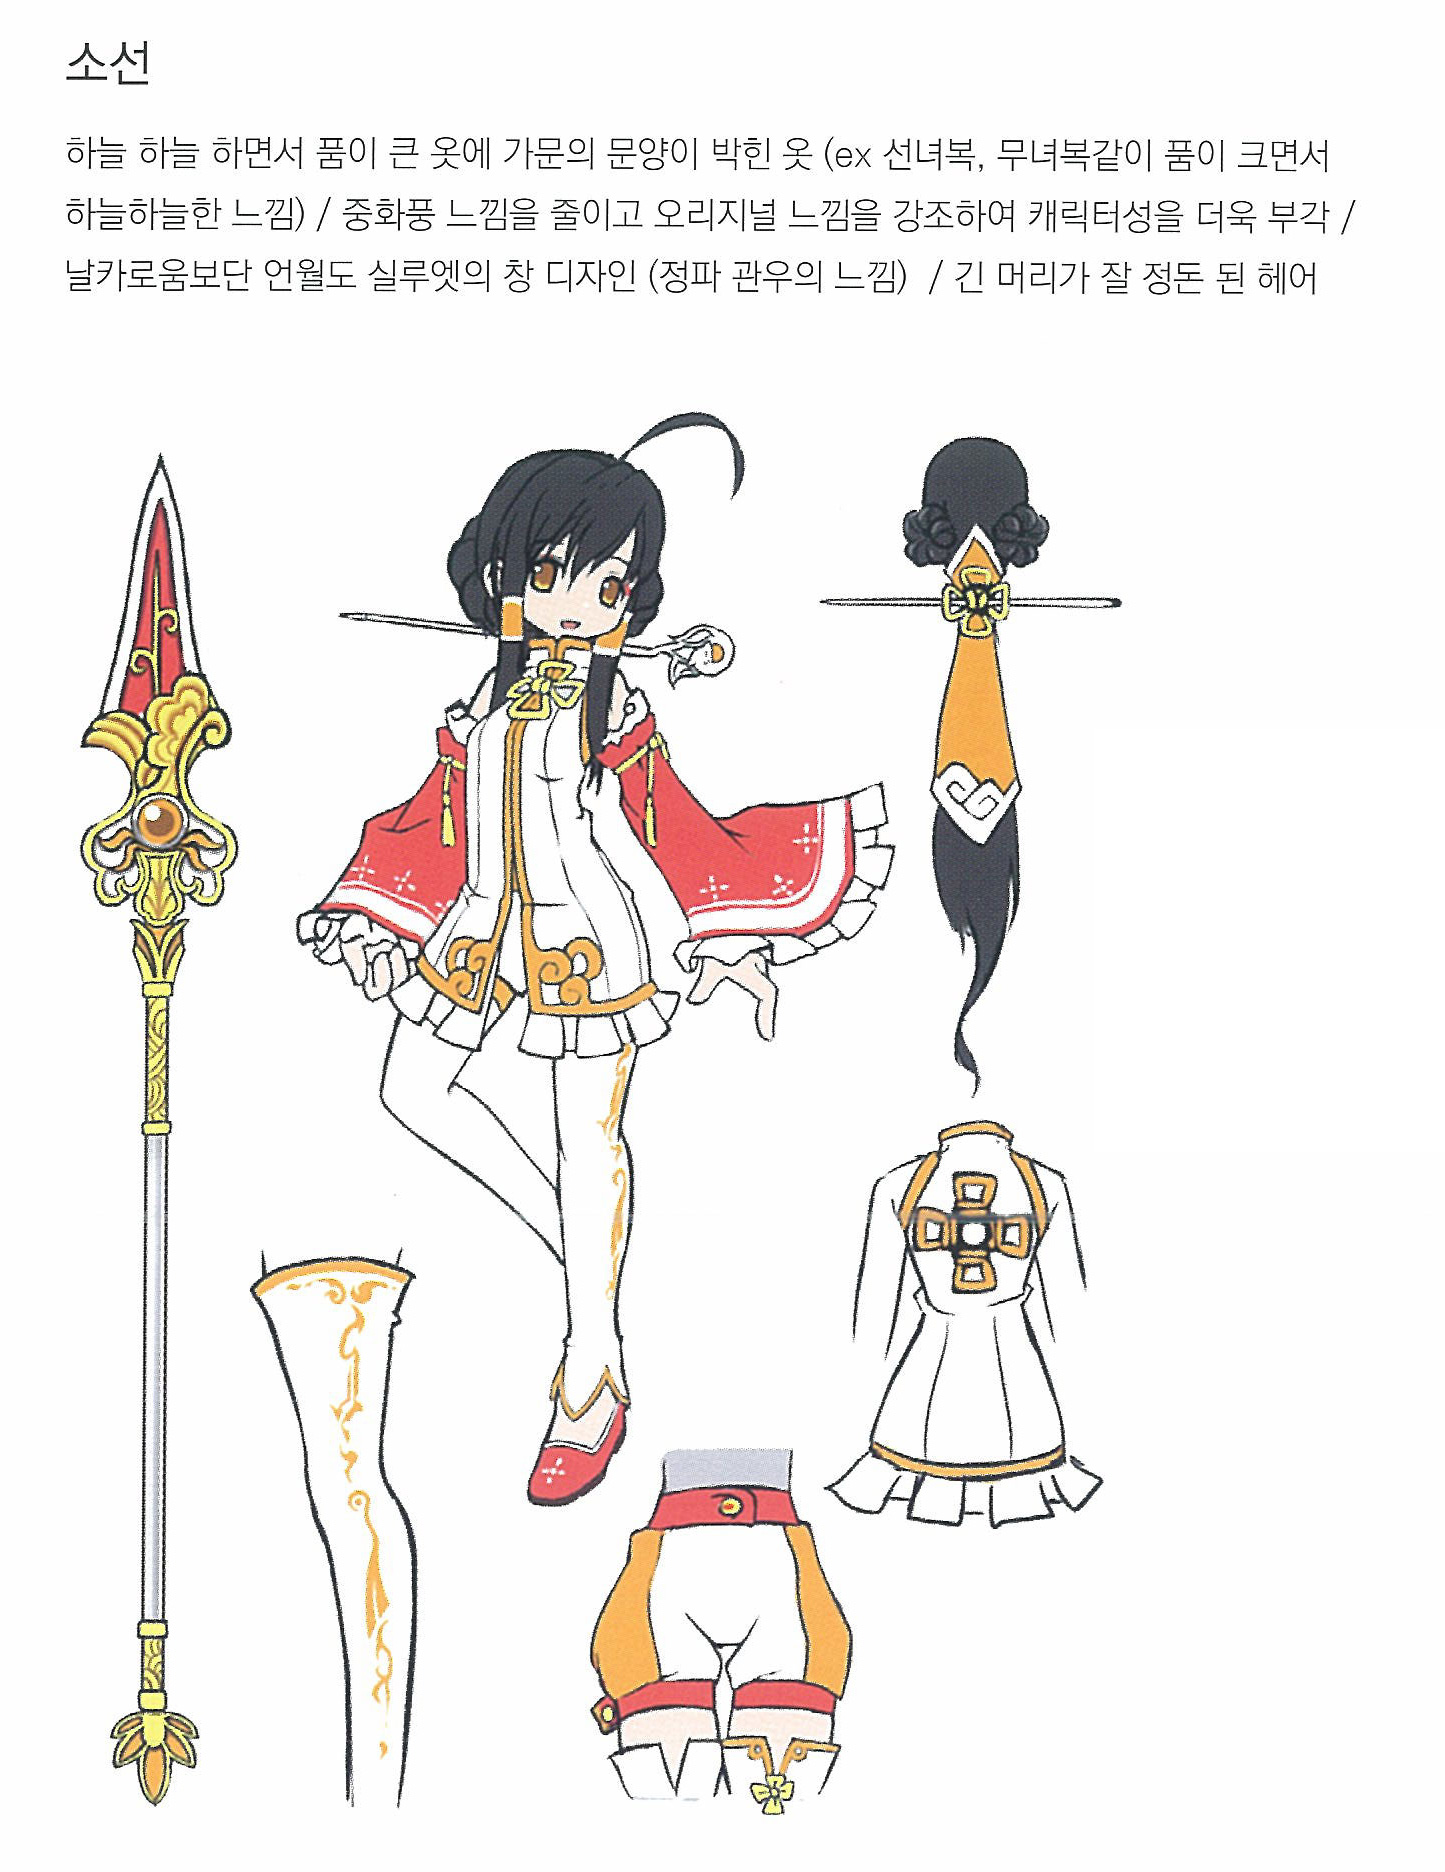 소선
하늘 하늘 하면서 품이 큰 옷에 가문의 문양이 박힌 옷 (ex 선녀복, 무녀복같이 품이 크면서
하늘하늘한 느낌) / 중화풍 느낌을 줄이고 오리지널 느낌을 강조하여 캐릭터성을 더욱 부각 /
날카로움보단 언월도 실루엣의 창 디자인 (정파 관우의 느낌) / 긴 머리가 잘 정돈 된 헤어